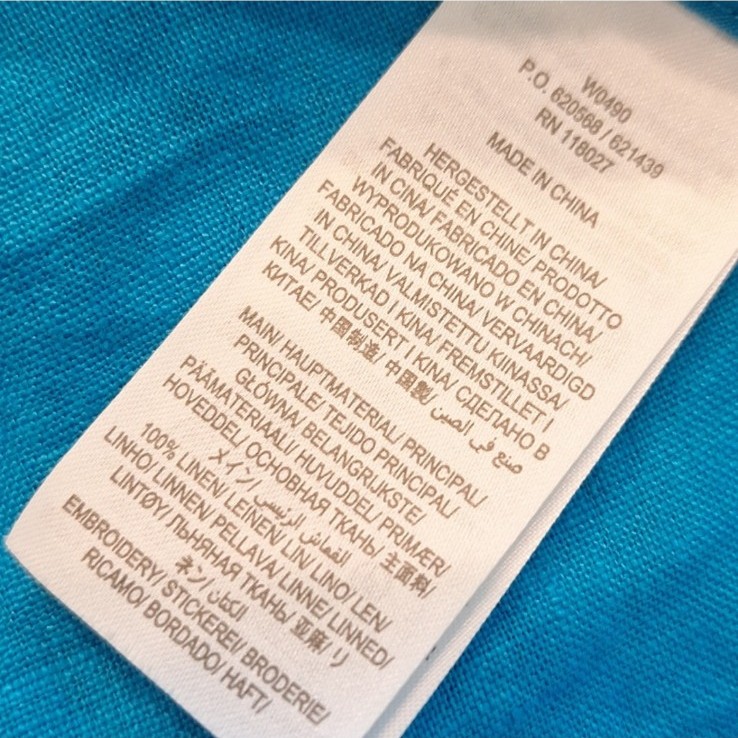 W0490
P.O. 620568 / 621439
RN 118027
MADE IN CHINA
HERGESTELLT IN CHINA/
FABRIQUÉ EN CHINE/ PRODOTTO
IN CINA/ FABRICADO EN CHINA/
WYPRODUKOWANO W CHINACH/
FABRICADO NA CHINA/ VERVAARDIGD
IN CHINA/ VALMISTETTU KIINASSA/
TILLVERKAD I KINA/ FREMSTILLET I
KINA/ PRODUSERT I KINA/ СДЕЛАНО В
КИТАЕ/ 中国制造/ 中国製/ صنع في الصين
MAIN/ HAUPTMATERIAL/ PRINCIPAL/
PRINCIPALE/ TEJIDO PRINCIPAL/
GŁÓWNA/ BELANGRIJKSTE/
PÄÄMATERIAALI/ HUVUDDEL/ PRIMÆR/
HOVEDDEL/ ОСНОВНАЯ ТКАНЬ/ 主面料/
メイン/ القماش الرئيسي
100% LINEN/ LEINEN/ LIN/ LINO/ LEN/
LINHO/ LINNEN/ PELLAVA/ LINNE/ LINNED/
LINTØY/ ЛЬНЯНАЯ ТКАНЬ/ 亚麻/ リ
ネン/ الكتان
EMBROIDERY/ STICKEREI/ BRODERIE/
RICAMO/ BORDADO/ HAFT/